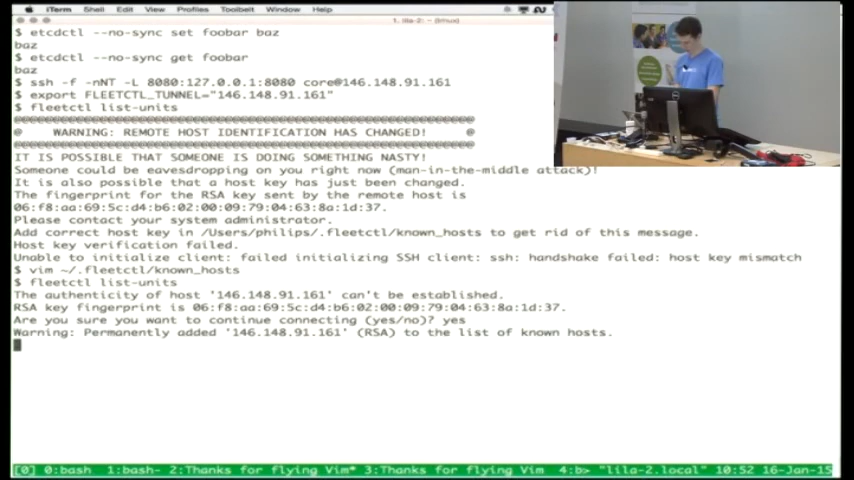 iTerm Shell Edit View Profiles Toolbelt Window Help
1. lila-2: ~ (tmux)
$ etcdctl --no-sync set foobar baz
baz
$ etcdctl --no-sync get foobar
baz
$ ssh -f -nNT -L 8080:127.0.0.1:8080 core@146.148.91.161
$ export FLEETCTL_TUNNEL="146.148.91.161"
$ fleetctl list-units
@@@@@@@@@@@@@@@@@@@@@@@@@@@@@@@@@@@@@@@@@@@@@@@@@@@@@@@@@@@
@    WARNING: REMOTE HOST IDENTIFICATION HAS CHANGED!     @
@@@@@@@@@@@@@@@@@@@@@@@@@@@@@@@@@@@@@@@@@@@@@@@@@@@@@@@@@@@
IT IS POSSIBLE THAT SOMEONE IS DOING SOMETHING NASTY!
Someone could be eavesdropping on you right now (man-in-the-middle attack)!
It is also possible that a host key has just been changed.
The fingerprint for the RSA key sent by the remote host is
06:f8:aa:69:5c:d4:b6:02:00:09:79:04:63:8a:1d:37.
Please contact your system administrator.
Add correct host key in /Users/philips/.fleetctl/known_hosts to get rid of this message.
Host key verification failed.
Unable to initialize client: failed initializing SSH client: ssh: handshake failed: host key mismatch
$ vim ~/.fleetctl/known_hosts
$ fleetctl list-units
The authenticity of host '146.148.91.161' can't be established.
RSA key fingerprint is 06:f8:aa:69:5c:d4:b6:02:00:09:79:04:63:8a:1d:37.
Are you sure you want to continue connecting (yes/no)? yes
Warning: Permanently added '146.148.91.161' (RSA) to the list of known hosts.
[0] 0:bash 1:bash- 2:Thanks for flying Vim* 3:Thanks for flying Vim 4:b> "lila-2.local" 10:52 16-Jan-15